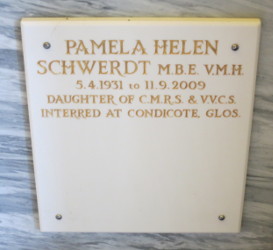 PAMELA HELEN
SCHWERDT M.B.E. V.M.H.
5.4.1931 to 11.9.2009
DAUGHTER OF C.M.R.S. & V.V.C.S.
INTERRED AT CONDICOTE, GLOS.